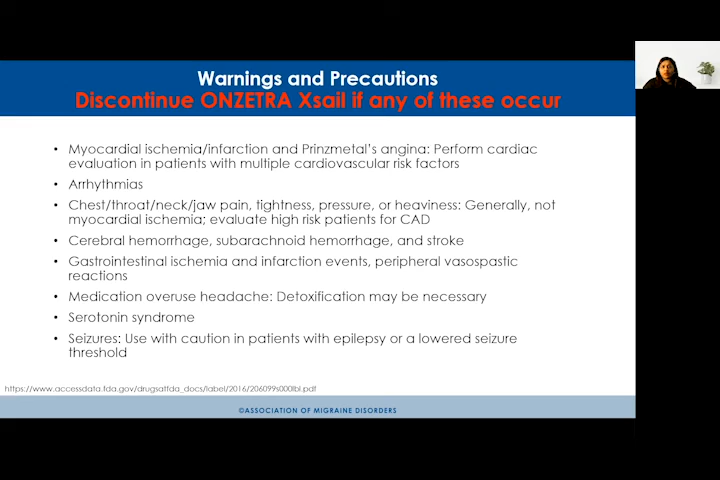 Warnings and Precautions
Discontinue ONZETRA Xsail if any of these occur
• Myocardial ischemia/infarction and Prinzmetal’s angina: Perform cardiac
evaluation in patients with multiple cardiovascular risk factors
• Arrhythmias
• Chest/throat/neck/jaw pain, tightness, pressure, or heaviness: Generally, not
myocardial ischemia; evaluate high risk patients for CAD
• Cerebral hemorrhage, subarachnoid hemorrhage, and stroke
• Gastrointestinal ischemia and infarction events, peripheral vasospastic
reactions
• Medication overuse headache: Detoxification may be necessary
• Serotonin syndrome
• Seizures: Use with caution in patients with epilepsy or a lowered seizure
threshold
https://www.accessdata.fda.gov/drugsatfda_docs/label/2016/206099s000lbl.pdf
©ASSOCIATION OF MIGRAINE DISORDERS